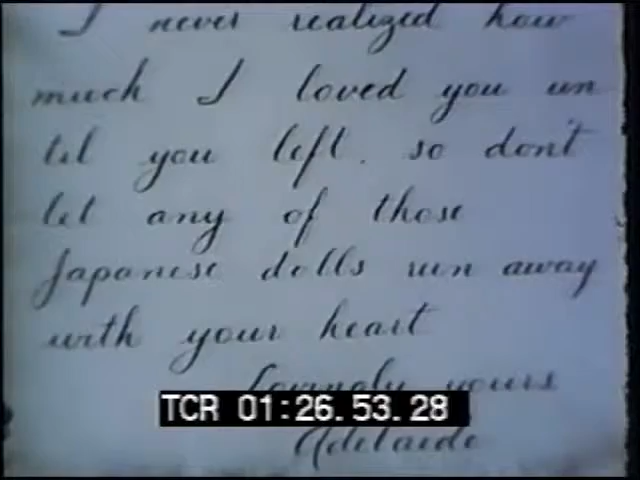 I never realized how
much I loved you un
til you left. so don't
let any of those
Japanese dolls run away
with your heart
Lovingly yours
TCR 01:26.53.28
Adelaide